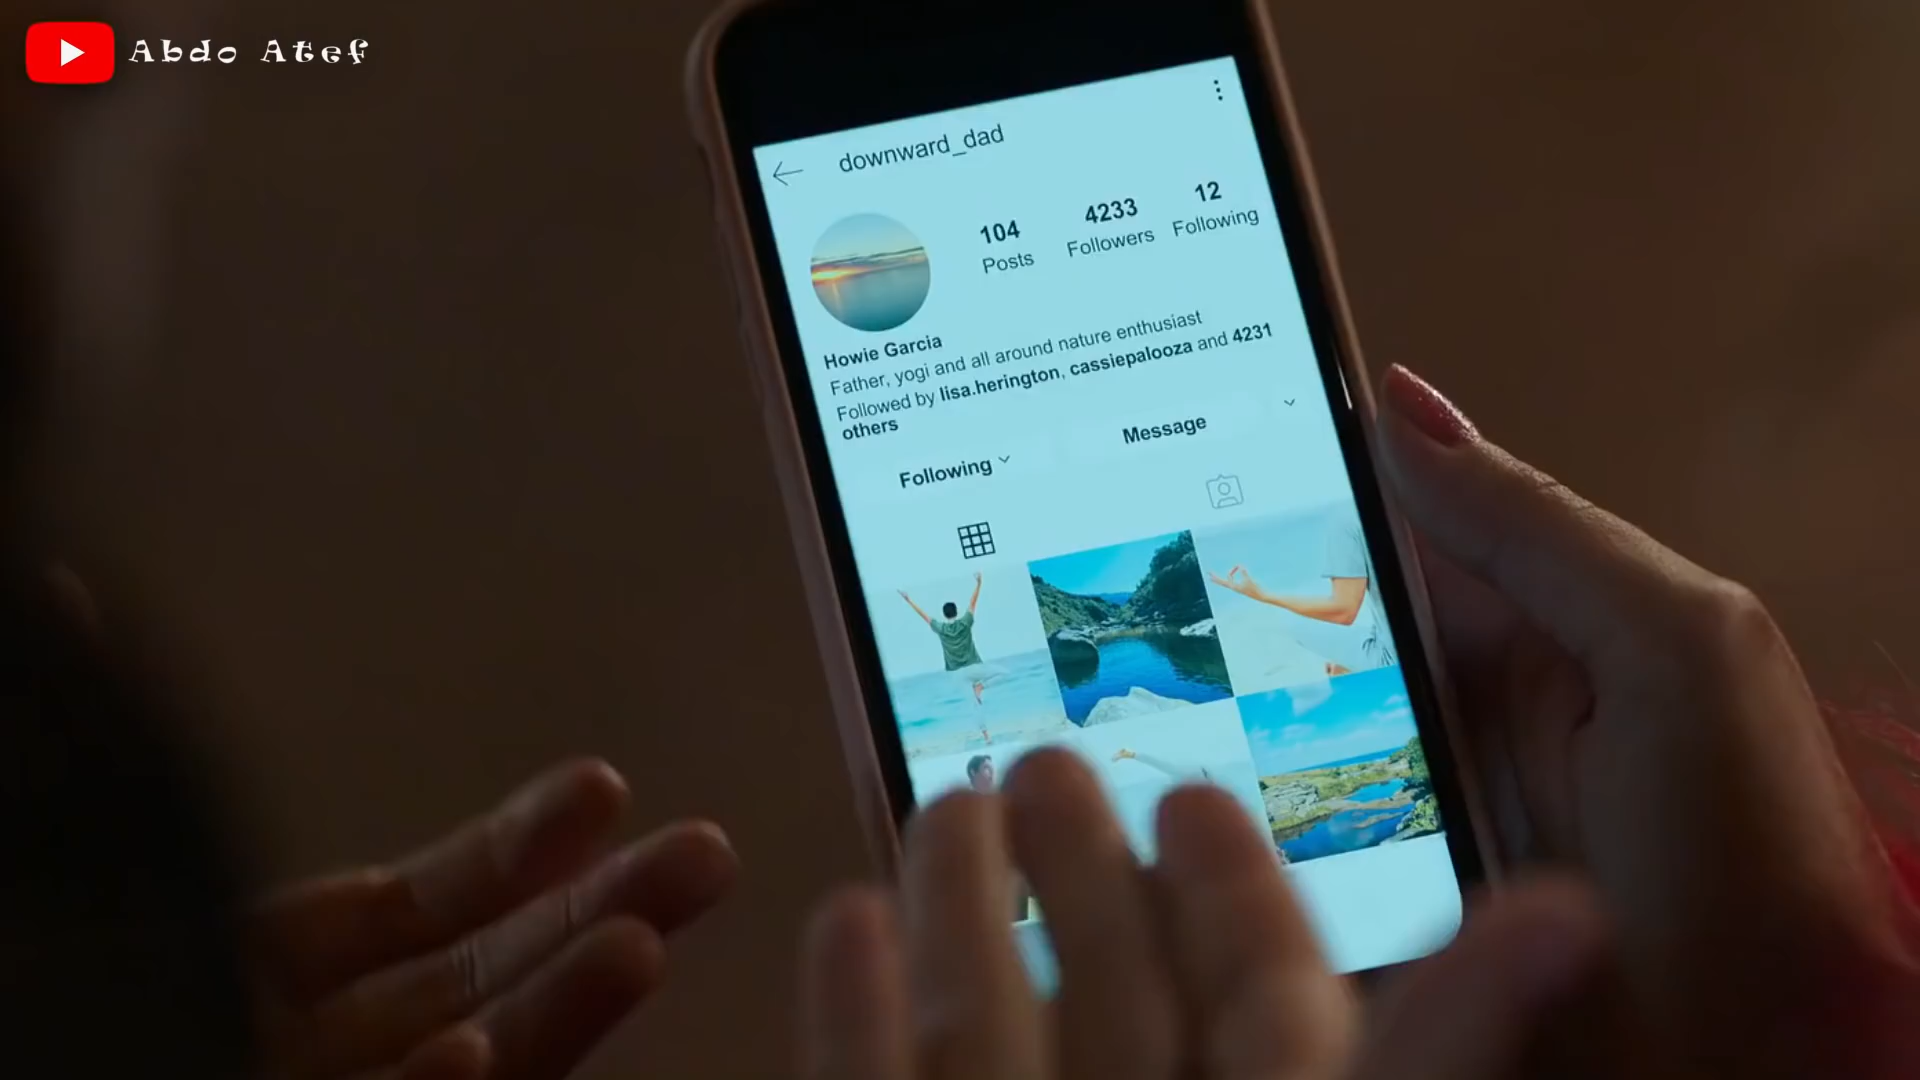 Abdo Atef
downward_dad
104
Posts
4233
Followers
12
Following
Howie Garcia
Father, yogi and all around nature enthusiast
Followed by lisa.herington, cassiepalooza and 4231
others
Following
Message